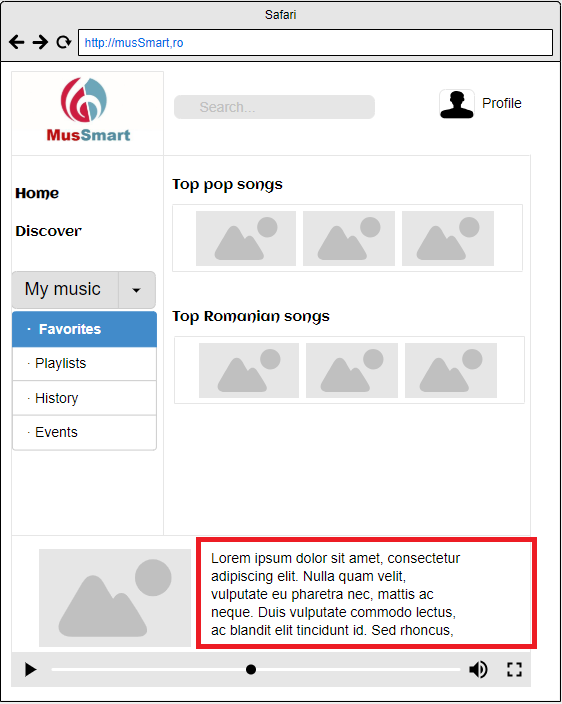 Safari
http://musSmart,ro
MusSmart
Search...
Profile
Home
Discover
My music
· Favorites
· Playlists
· History
· Events
Top pop songs
Top Romanian songs
Lorem ipsum dolor sit amet, consectetur
adipiscing elit. Nulla quam velit,
vulputate eu pharetra nec, mattis ac
neque. Duis vulputate commodo lectus,
ac blandit elit tincidunt id. Sed rhoncus,